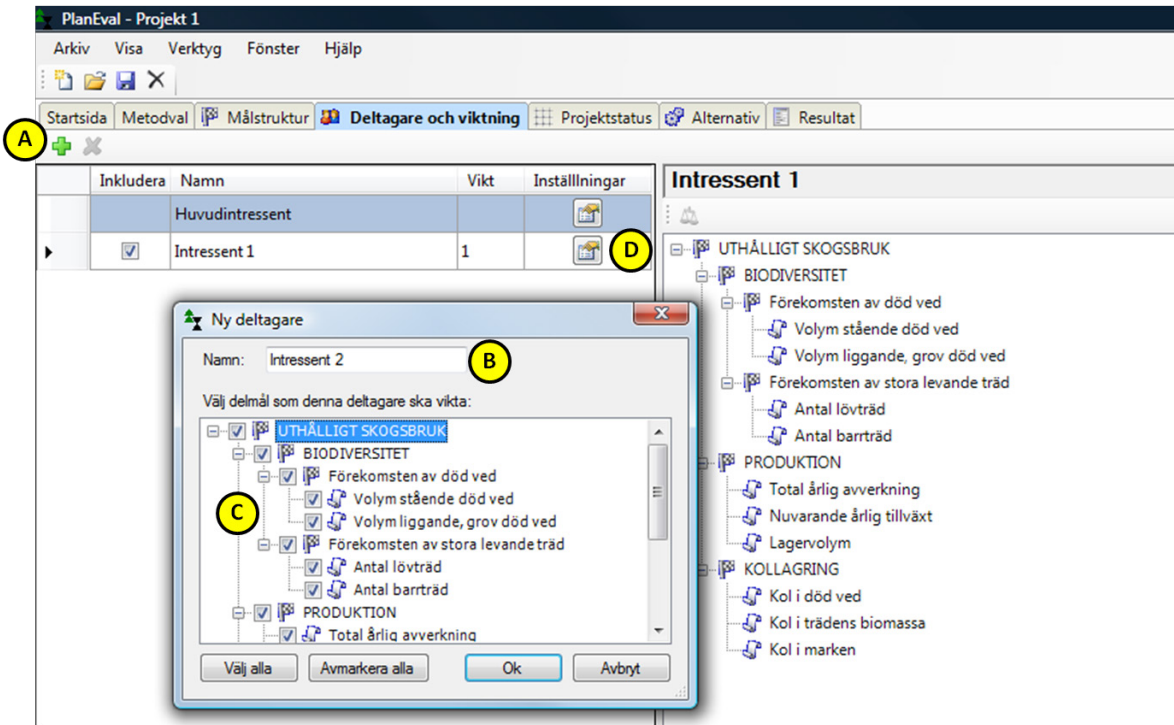 PlanEval - Projekt 1
Arkiv Visa Verktyg Fönster Hjälp
Startsida Metodval Målstruktur Deltagare och viktning Projektstatus Alternativ Resultat
A
Inkludera Namn Vikt Inställlningar
Huvudintressent
Intressent 1 1
D
Intressent 1
UTHÅLLIGT SKOGSBRUK
BIODIVERSITET
Förekomsten av död ved
Volym stående död ved
Volym liggande, grov död ved
Förekomsten av stora levande träd
Antal lövträd
Antal barrträd
PRODUKTION
Total årlig avverkning
Nuvarande årlig tillväxt
Lagervolym
KOLLAGRING
Kol i död ved
Kol i trädens biomassa
Kol i marken
Ny deltagare
Namn: Intressent 2
B
Välj delmål som denna deltagare ska vikta:
UTHÅLLIGT SKOGSBRUK
BIODIVERSITET
Förekomsten av död ved
Volym stående död ved
C
Volym liggande, grov död ved
Förekomsten av stora levande träd
Antal lövträd
Antal barrträd
PRODUKTION
Total årlig avverkning
Välj alla Avmarkera alla Ok Avbryt